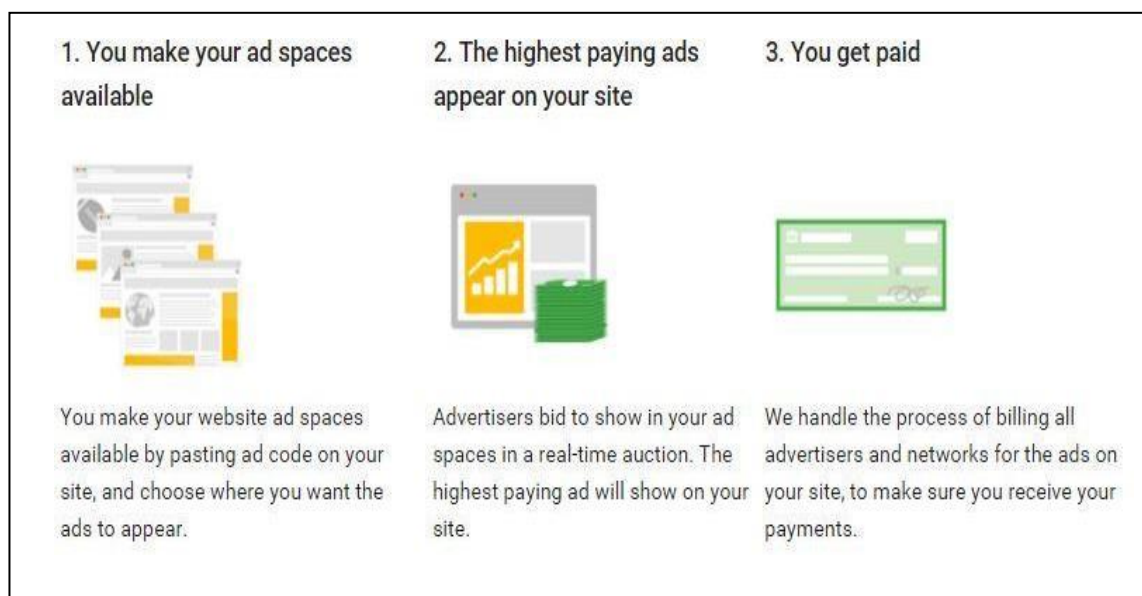 1. You make your ad spaces
available
You make your website ad spaces
available by pasting ad code on your
site, and choose where you want the
ads to appear.
2. The highest paying ads
appear on your site
Advertisers bid to show in your ad
spaces in a real-time auction. The
highest paying ad will show on your
site.
3. You get paid
We handle the process of billing all
advertisers and networks for the ads on
your site, to make sure you receive your
payments.